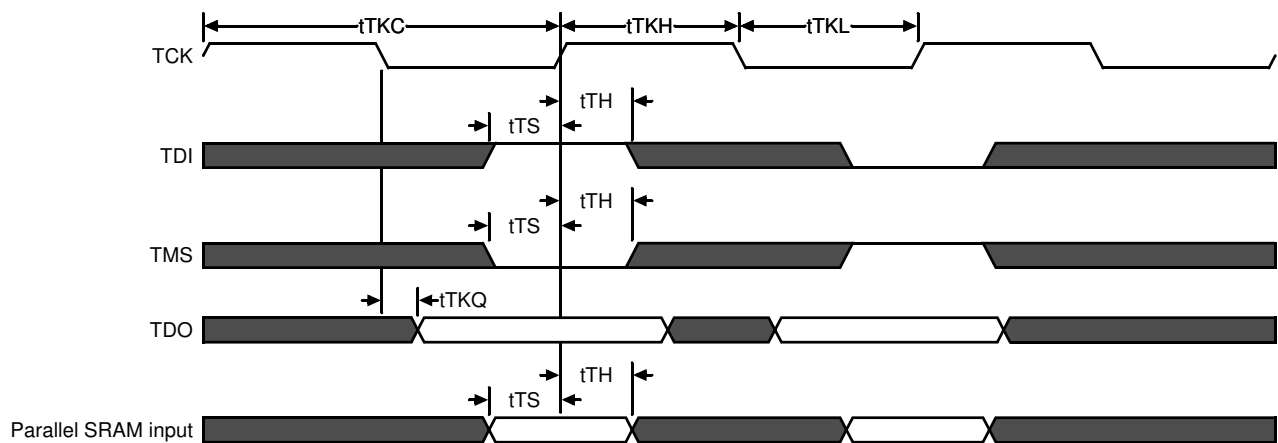 tTKC tTKH tTKL
TCK
tTH
tTS
TDI
tTH
tTS
TMS
tTKQ
TDO
tTH
tTS
Parallel SRAM input